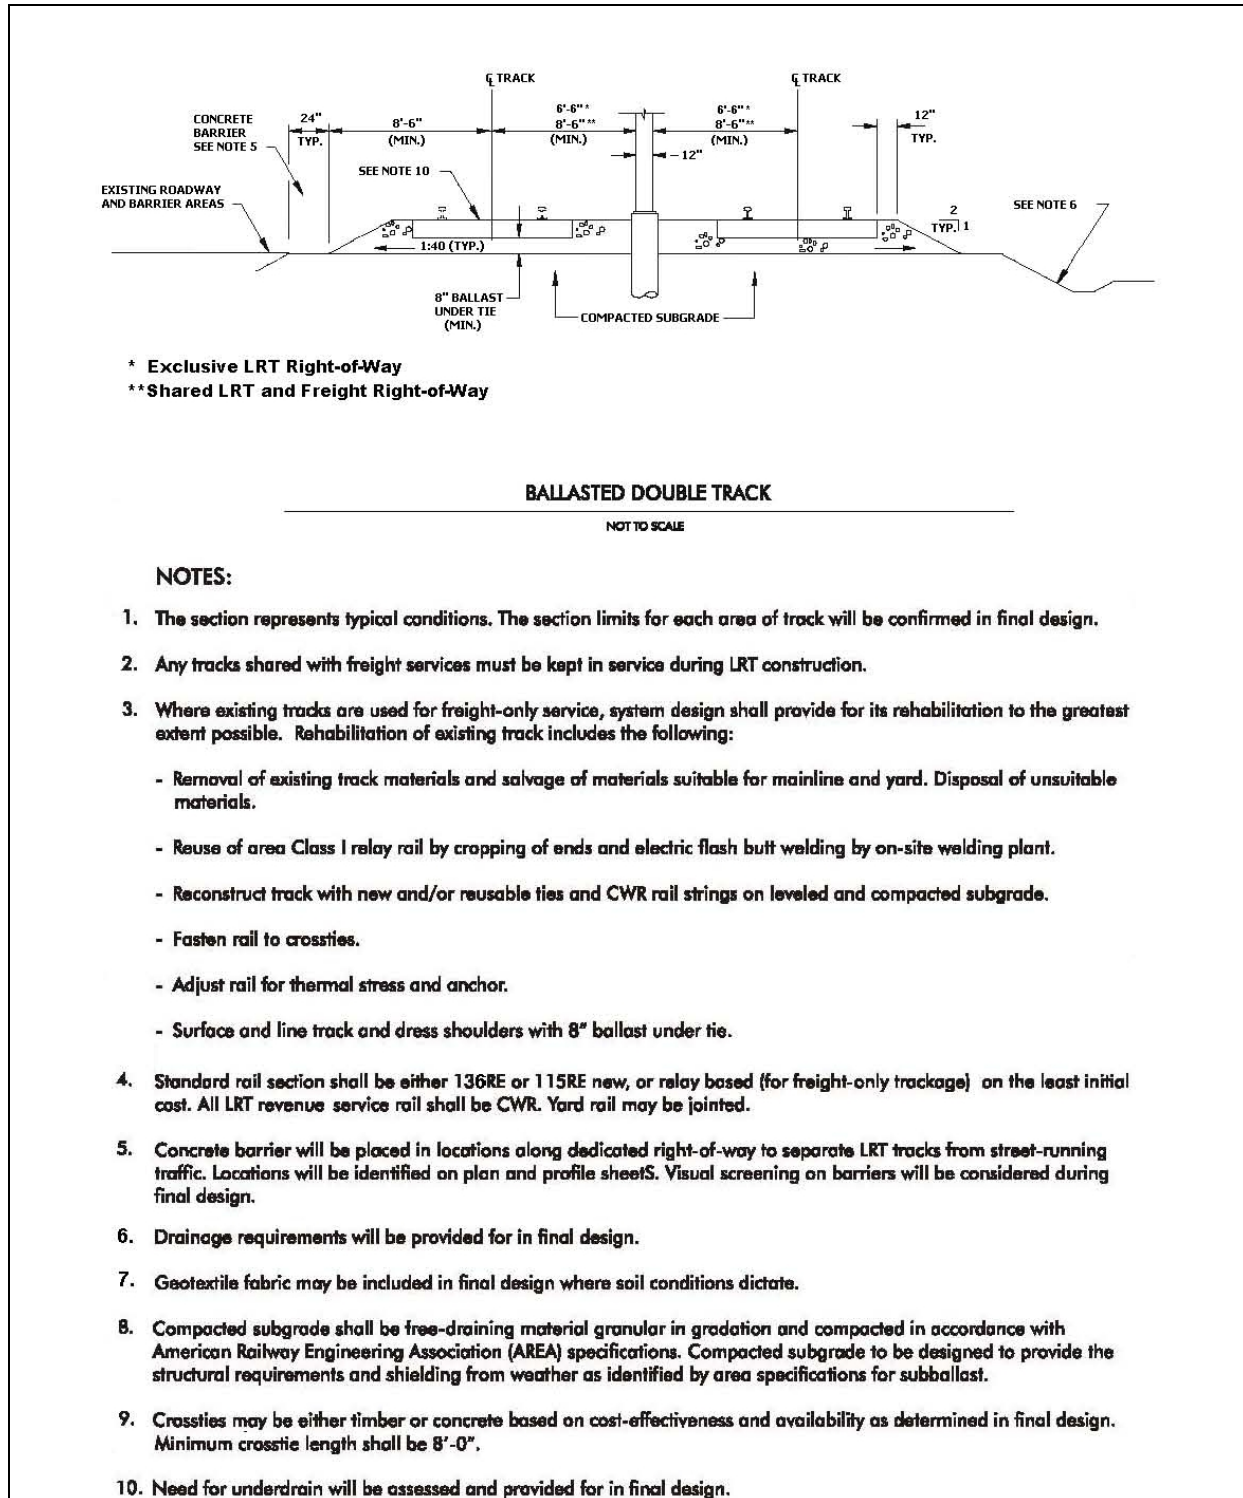 ℄ TRACK
℄ TRACK
CONCRETE
BARRIER
SEE NOTE 5
24"
TYP.
8'-6"
(MIN.)
6'-6"*
8'-6"**
(MIN.)
6'-6"*
8'-6"**
(MIN.)
12"
TYP.
12"
SEE NOTE 10
EXISTING ROADWAY
AND BARRIER AREAS
SEE NOTE 6
2
TYP. 1
1:40 (TYP.)
8" BALLAST
UNDER TIE
(MIN.)
COMPACTED SUBGRADE
* Exclusive LRT Right-of-Way
**Shared LRT and Freight Right-of-Way
BALLASTED DOUBLE TRACK
NOT TO SCALE
NOTES:
1. The section represents typical conditions. The section limits for each area of track will be confirmed in final design.
2. Any tracks shared with freight services must be kept in service during LRT construction.
3. Where existing tracks are used for freight-only service, system design shall provide for its rehabilitation to the greatest
extent possible. Rehabilitation of existing track includes the following:
- Removal of existing track materials and salvage of materials suitable for mainline and yard. Disposal of unsuitable
materials.
- Reuse of area Class I relay rail by cropping of ends and electric flash butt welding by on-site welding plant.
- Reconstruct track with new and/or reusable ties and CWR rail strings on leveled and compacted subgrade.
- Fasten rail to crossties.
- Adjust rail for thermal stress and anchor.
- Surface and line track and dress shoulders with 8" ballast under tie.
4. Standard rail section shall be either 136RE or 115RE new, or relay based (for freight-only trackage) on the least initial
cost. All LRT revenue service rail shall be CWR. Yard rail may be jointed.
5. Concrete barrier will be placed in locations along dedicated right-of-way to separate LRT tracks from street-running
traffic. Locations will be identified on plan and profile sheetS. Visual screening on barriers will be considered during
final design.
6. Drainage requirements will be provided for in final design.
7. Geotextile fabric may be included in final design where soil conditions dictate.
8. Compacted subgrade shall be free-draining material granular in gradation and compacted in accordance with
American Railway Engineering Association (AREA) specifications. Compacted subgrade to be designed to provide the
structural requirements and shielding from weather as identified by area specifications for subballast.
9. Crossties may be either timber or concrete based on cost-effectiveness and availability as determined in final design.
Minimum crosstie length shall be 8'-0".
10. Need for underdrain will be assessed and provided for in final design.